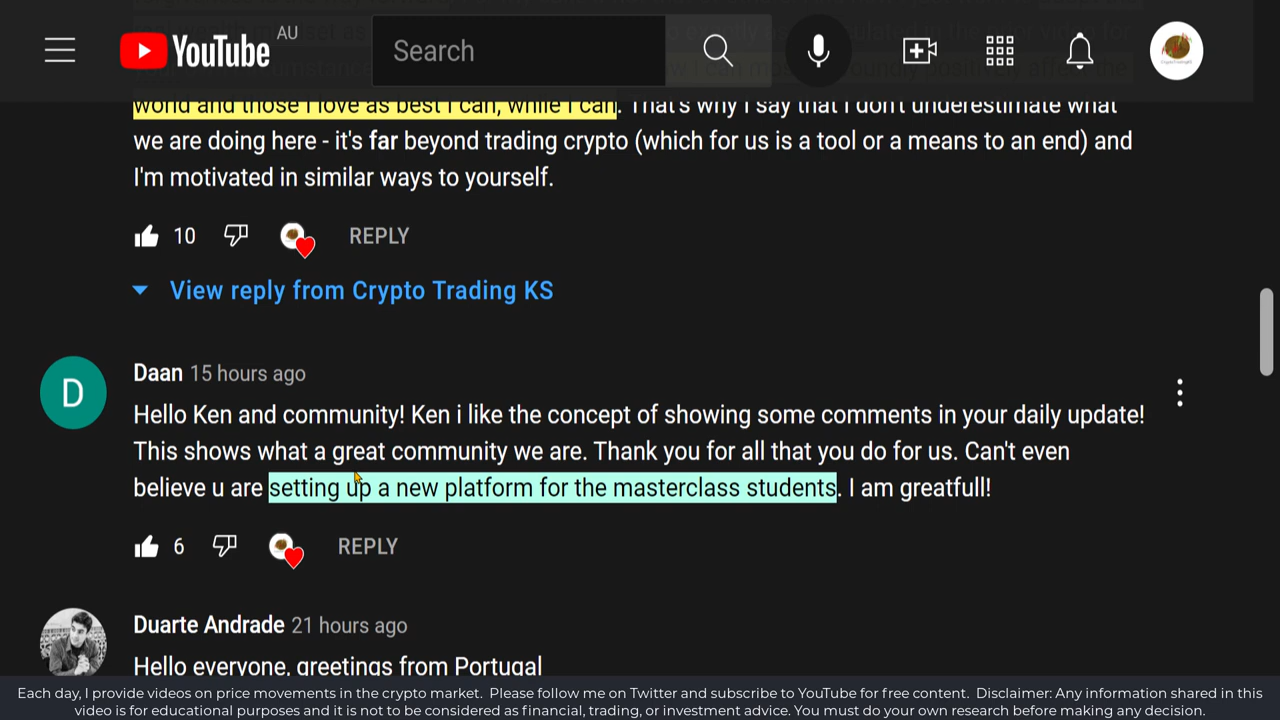 YouTube AU
Search
world and those I love as best I can, while I can. That's why I say that I don't underestimate what
we are doing here - it's far beyond trading crypto (which for us is a tool or a means to an end) and
I'm motivated in similar ways to yourself.
10 REPLY
View reply from Crypto Trading KS
D
Daan 15 hours ago
Hello Ken and community! Ken i like the concept of showing some comments in your daily update!
This shows what a great community we are. Thank you for all that you do for us. Can't even
believe u are setting up a new platform for the masterclass students. I am greatfull!
6 REPLY
Duarte Andrade 21 hours ago
Hello everyone, greetings from Portugal
Each day, I provide videos on price movements in the crypto market. Please follow me on Twitter and subscribe to YouTube for free content. Disclaimer: Any information shared in this
video is for educational purposes and it is not to be considered as financial, trading, or investment advice. You must do your own research before making any decision.